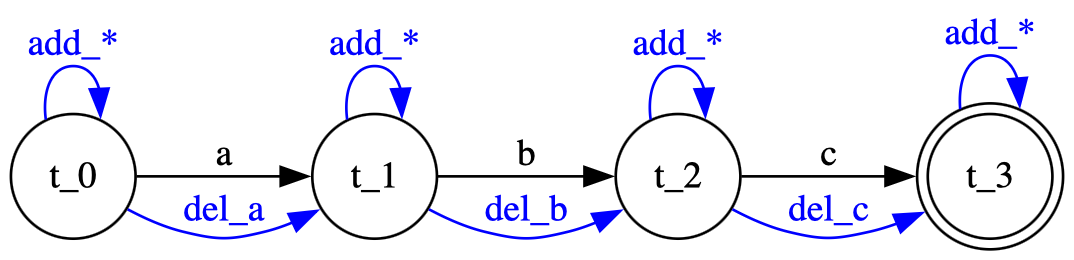 add_* add_* add_* add_*
a b c
t_0 t_1 t_2 t_3
del_a del_b del_c